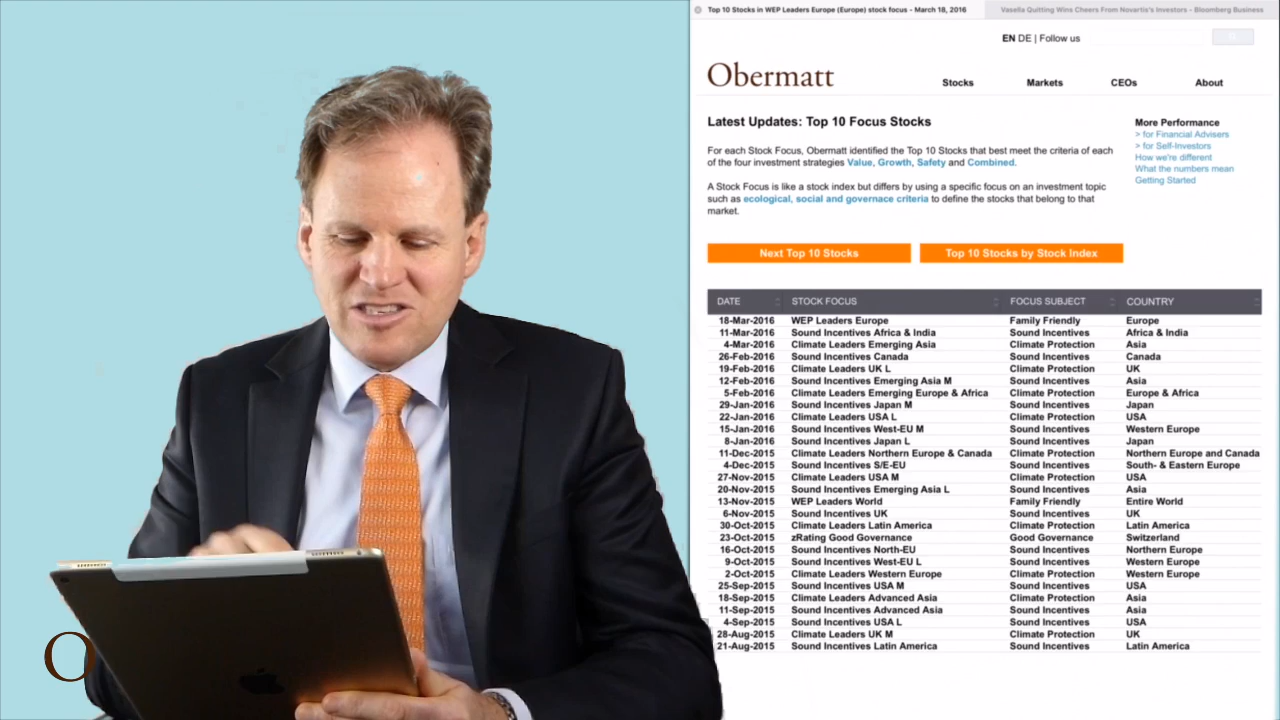 Top 10 Stocks in WEP Leaders Europe (Europe) stock focus - March 18, 2016
Vasella Quitting Wins Cheers From Novartis's Investors - Bloomberg Business
EN DE | Follow us
Obermatt
Stocks Markets CEOs About
Latest Updates: Top 10 Focus Stocks
For each Stock Focus, Obermatt identified the Top 10 Stocks that best meet the criteria of each
of the four investment strategies Value, Growth, Safety and Combined.
A Stock Focus is like a stock index but differs by using a specific focus on an investment topic
such as ecological, social and governace criteria to define the stocks that belong to that
market.
More Performance
> for Financial Advisers
> for Self-Investors
How we're different
What the numbers mean
Getting Started
Next Top 10 Stocks
Top 10 Stocks by Stock Index
DATE STOCK FOCUS FOCUS SUBJECT COUNTRY
18-Mar-2016 WEP Leaders Europe Family Friendly Europe
11-Mar-2016 Sound Incentives Africa & India Sound Incentives Africa & India
4-Mar-2016 Climate Leaders Emerging Asia Climate Protection Asia
26-Feb-2016 Sound Incentives Canada Sound Incentives Canada
19-Feb-2016 Climate Leaders UK L Climate Protection UK
12-Feb-2016 Sound Incentives Emerging Asia M Sound Incentives Asia
5-Feb-2016 Climate Leaders Emerging Europe & Africa Climate Protection Europe & Africa
29-Jan-2016 Sound Incentives Japan M Sound Incentives Japan
22-Jan-2016 Climate Leaders USA L Climate Protection USA
15-Jan-2016 Sound Incentives West-EU M Sound Incentives Western Europe
8-Jan-2016 Sound Incentives Japan L Sound Incentives Japan
11-Dec-2015 Climate Leaders Northern Europe & Canada Climate Protection Northern Europe and Canada
4-Dec-2015 Sound Incentives S/E-EU Sound Incentives South- & Eastern Europe
27-Nov-2015 Climate Leaders USA M Climate Protection USA
20-Nov-2015 Sound Incentives Emerging Asia L Sound Incentives Asia
13-Nov-2015 WEP Leaders World Family Friendly Entire World
6-Nov-2015 Sound Incentives UK Sound Incentives UK
30-Oct-2015 Climate Leaders Latin America Climate Protection Latin America
23-Oct-2015 zRating Good Governance Good Governance Switzerland
16-Oct-2015 Sound Incentives North-EU Sound Incentives Northern Europe
9-Oct-2015 Sound Incentives West-EU L Sound Incentives Western Europe
2-Oct-2015 Climate Leaders Western Europe Climate Protection Western Europe
25-Sep-2015 Sound Incentives USA M Sound Incentives USA
18-Sep-2015 Climate Leaders Advanced Asia Climate Protection Asia
11-Sep-2015 Sound Incentives Advanced Asia Sound Incentives Asia
4-Sep-2015 Sound Incentives USA L Sound Incentives USA
28-Aug-2015 Climate Leaders UK M Climate Protection UK
21-Aug-2015 Sound Incentives Latin America Sound Incentives Latin America
O